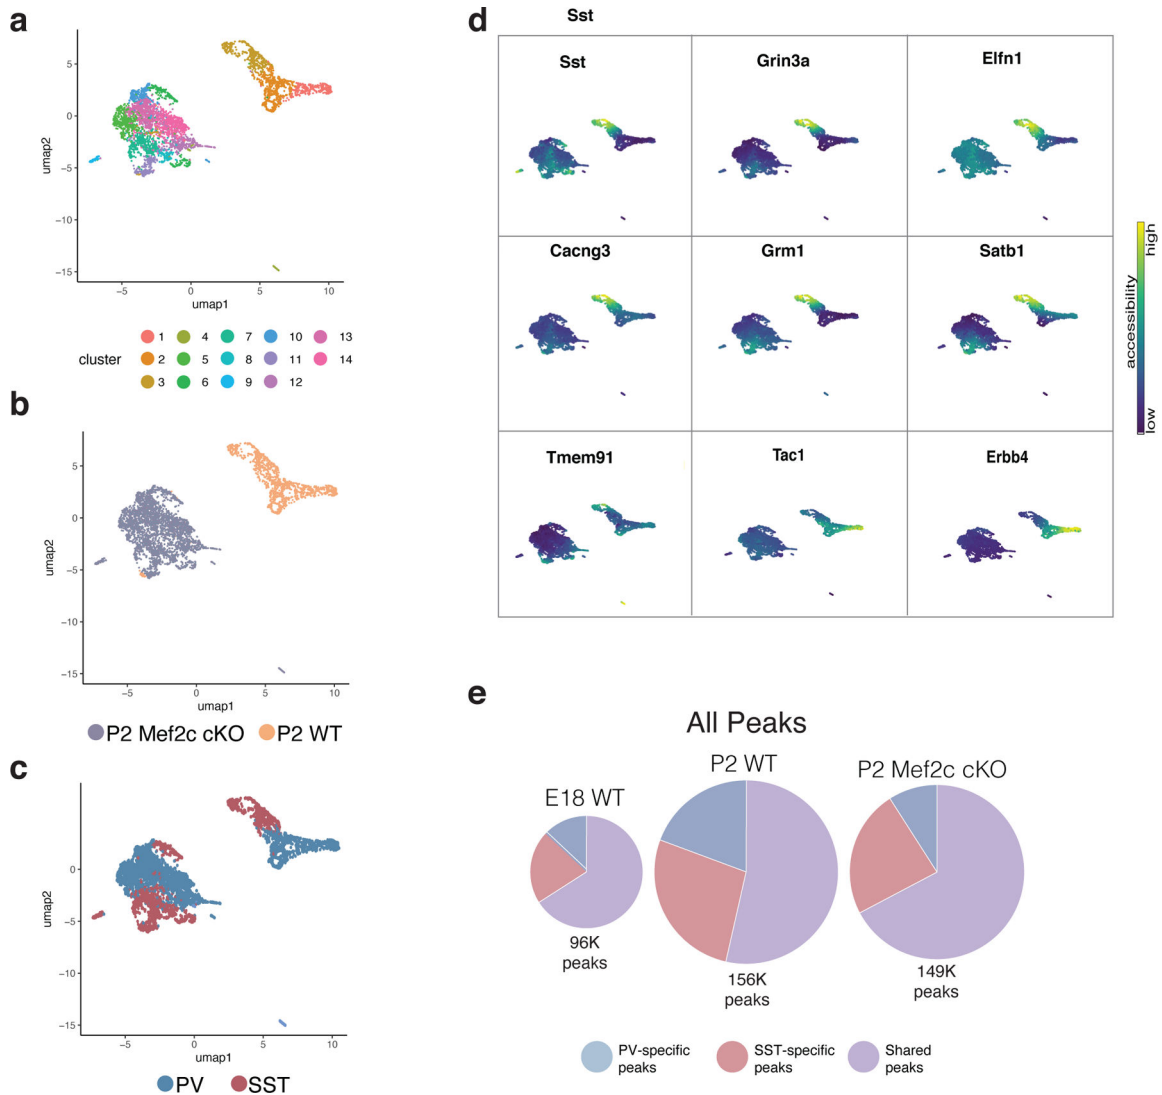 a
5
0
−5
−10
−15
umap2
−5
0
5
10
umap1
cluster
1
4
7
10
13
2
5
8
11
14
3
6
9
12
b
5
0
−5
−10
−15
umap2
−5
0
5
10
umap1
P2 Mef2c cKO
P2 WT
c
0
−5
−15
umap2
−5
0
5
10
umap1
PV
SST
d
Sst
Sst
Grin3a
Elfn1
Cacng3
Grm1
Satb1
Tmem91
Tac1
Erbb4
high
accessibility
low
e
All Peaks
E18 WT
P2 WT
P2 Mef2c cKO
96K
peaks
156K
peaks
149K
peaks
PV-specific
peaks
SST-specific
peaks
Shared
peaks